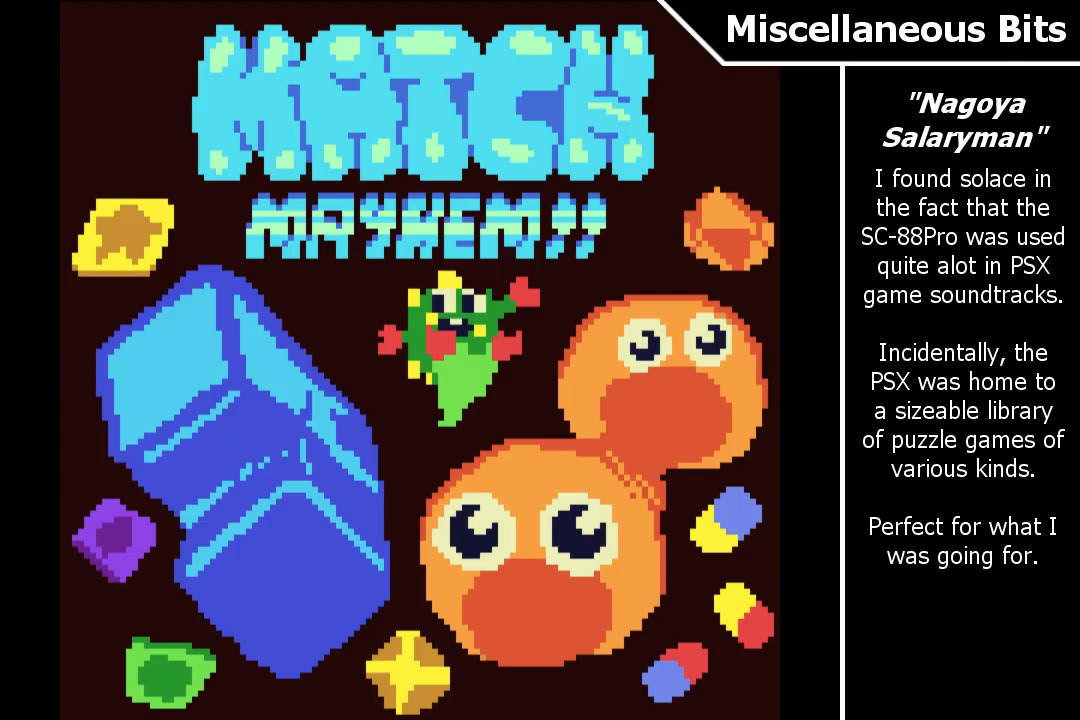 Miscellaneous Bits
MATCH
MAYHEM!!
"Nagoya
Salaryman"
I found solace in
the fact that the
SC-88Pro was used
quite alot in PSX
game soundtracks.
Incidentally, the
PSX was home to
a sizeable library
of puzzle games of
various kinds.
Perfect for what I
was going for.